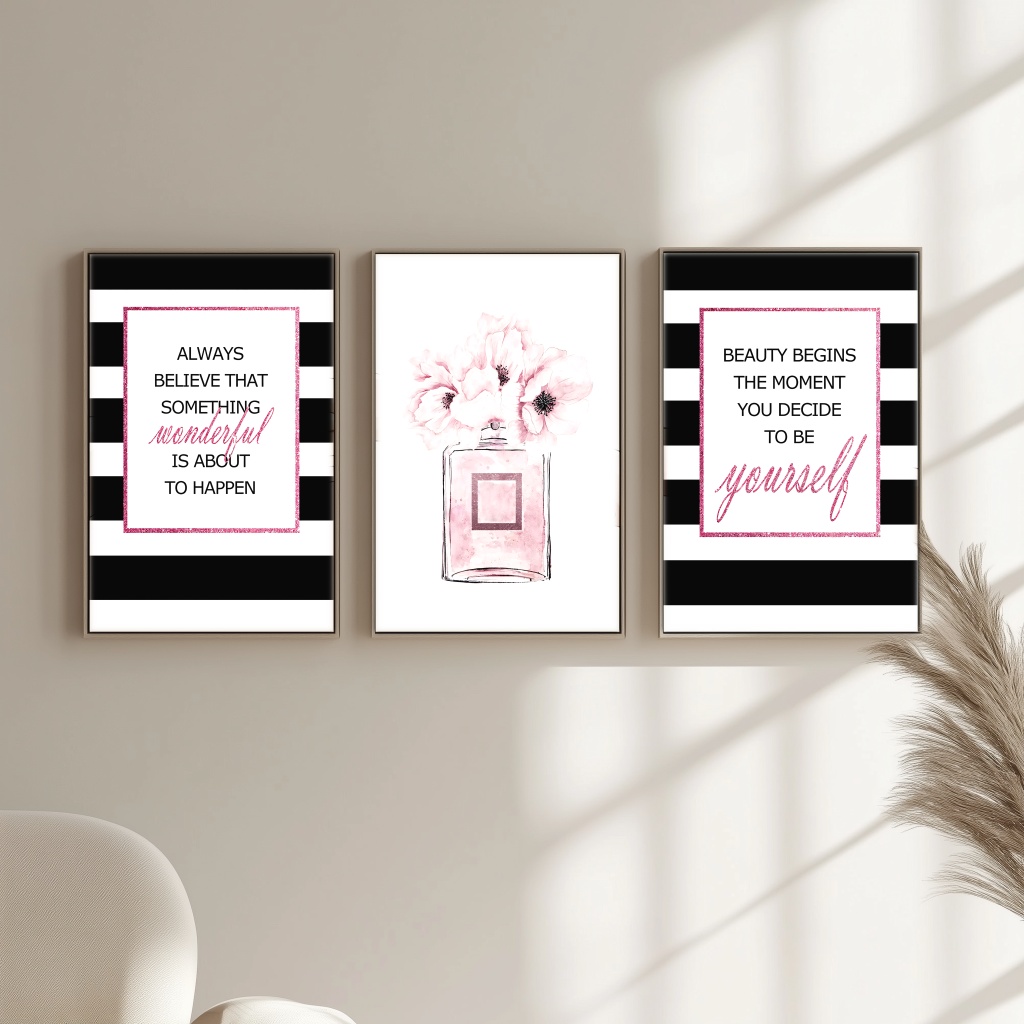 ALWAYS
BELIEVE THAT
SOMETHING
wonderful
IS ABOUT
TO HAPPEN
BEAUTY BEGINS
THE MOMENT
YOU DECIDE
TO BE
yourself